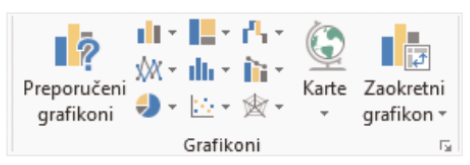 Preporučeni
grafikoni
Karte
Zaokretni
grafikon
Grafikoni